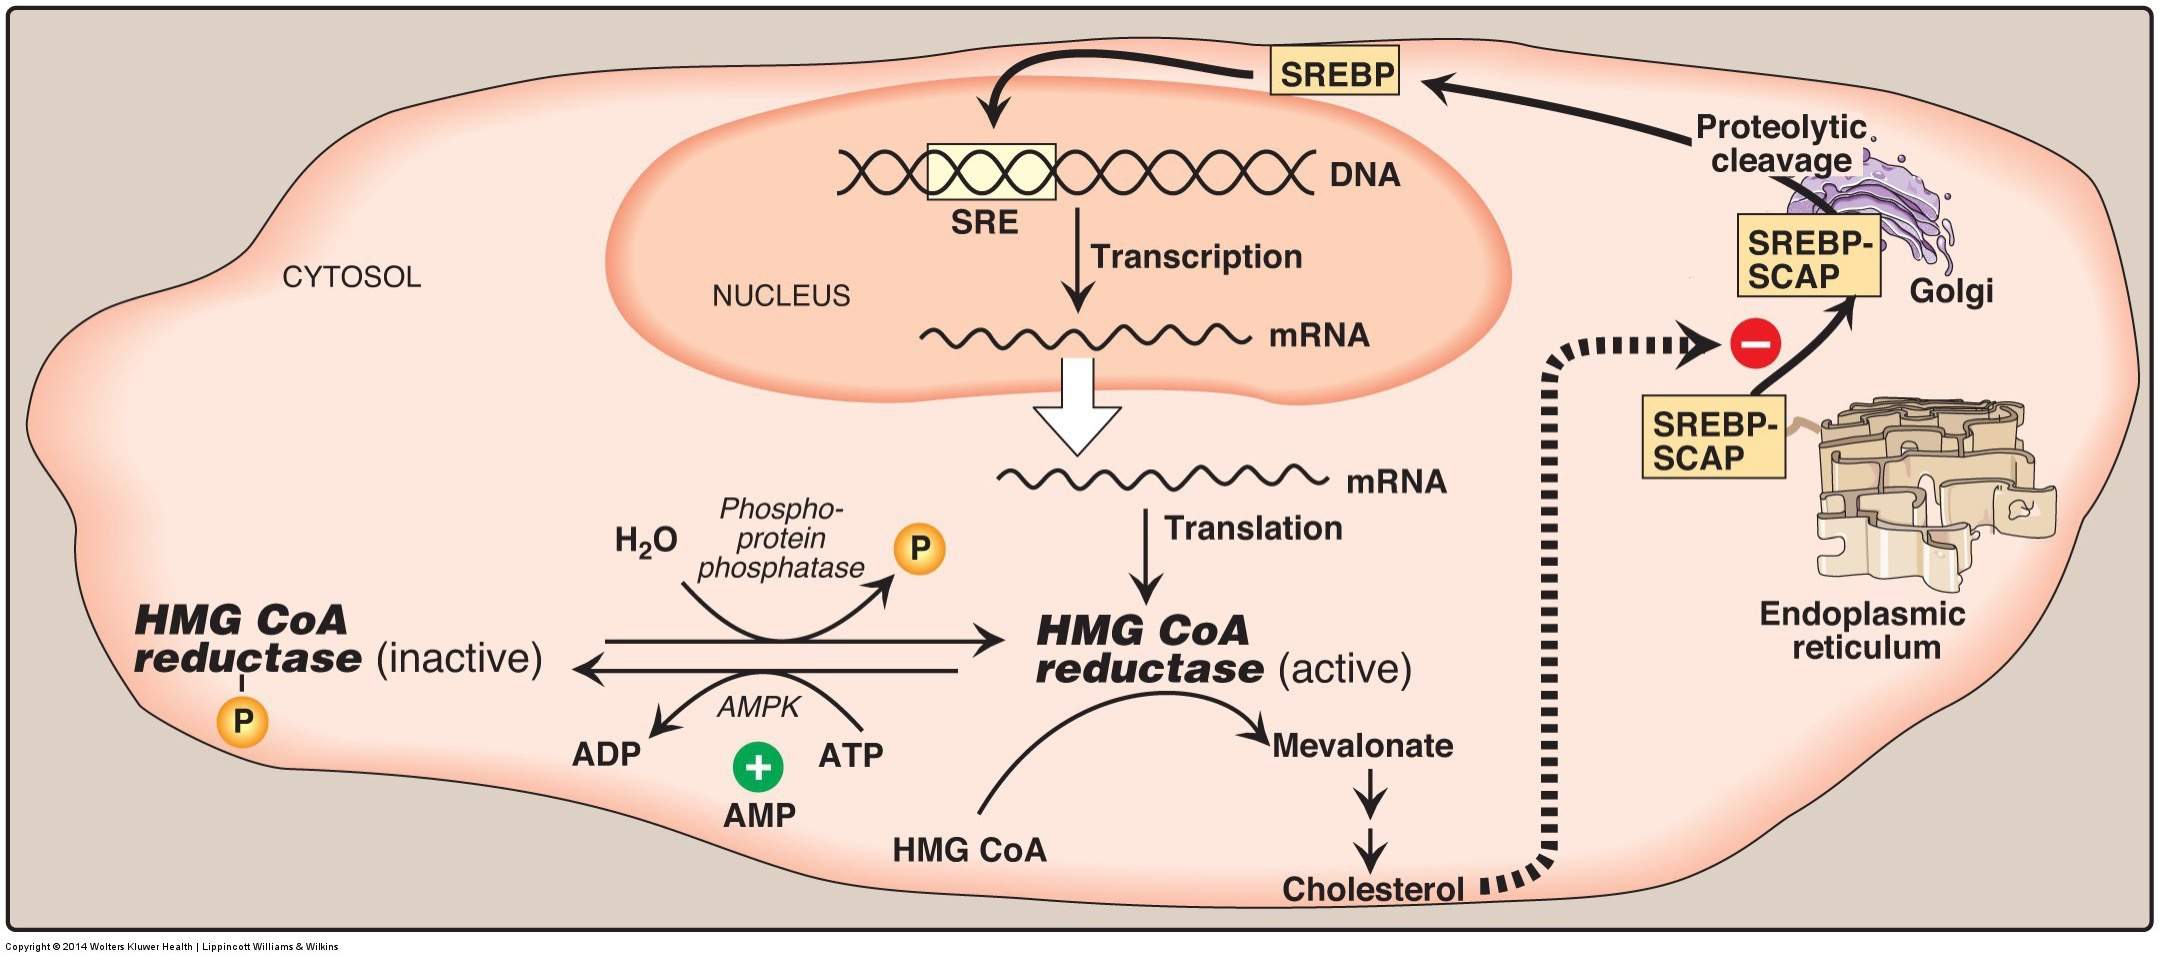 SREBP
Proteolytic
cleavage
DNA
SRE
SREBP-
SCAP
Golgi
Transcription
CYTOSOL
NUCLEUS
mRNA
SREBP-
SCAP
mRNA
Translation
H₂O
Phospho-
protein
phosphatase
P
Endoplasmic
reticulum
HMG CoA
reductase (inactive)
P
HMG CoA
reductase (active)
AMPK
ADP
ATP
+
AMP
Mevalonate
HMG CoA
Cholesterol
−
Copyright © 2014 Wolters Kluwer Health | Lippincott Williams & Wilkins